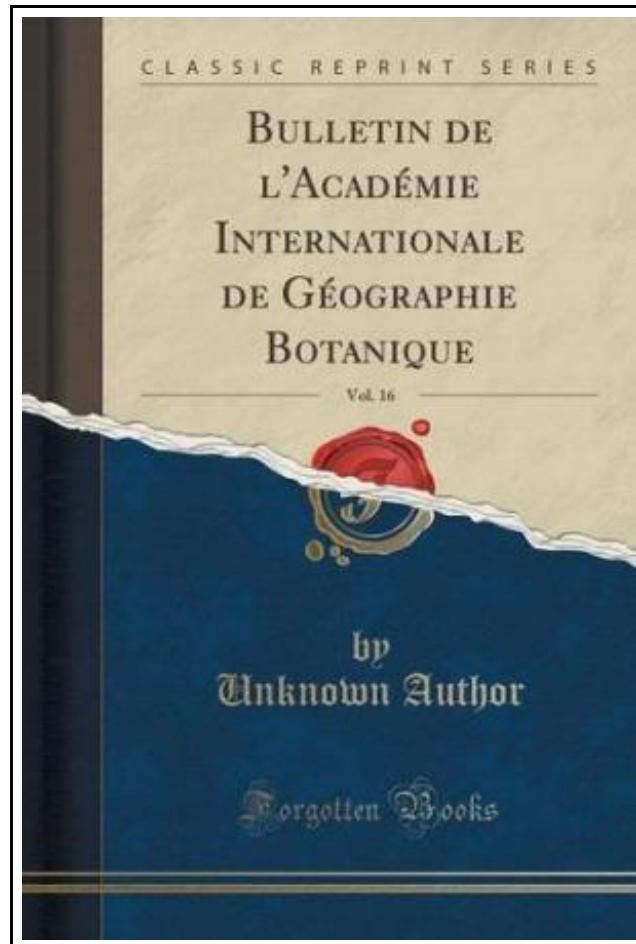 CLASSIC REPRINT SERIES
BULLETIN DE
L'ACADÉMIE
INTERNATIONALE
DE GÉOGRAPHIE
BOTANIQUE
Vol. 16
F
by
Unknown Author
Forgotten Books